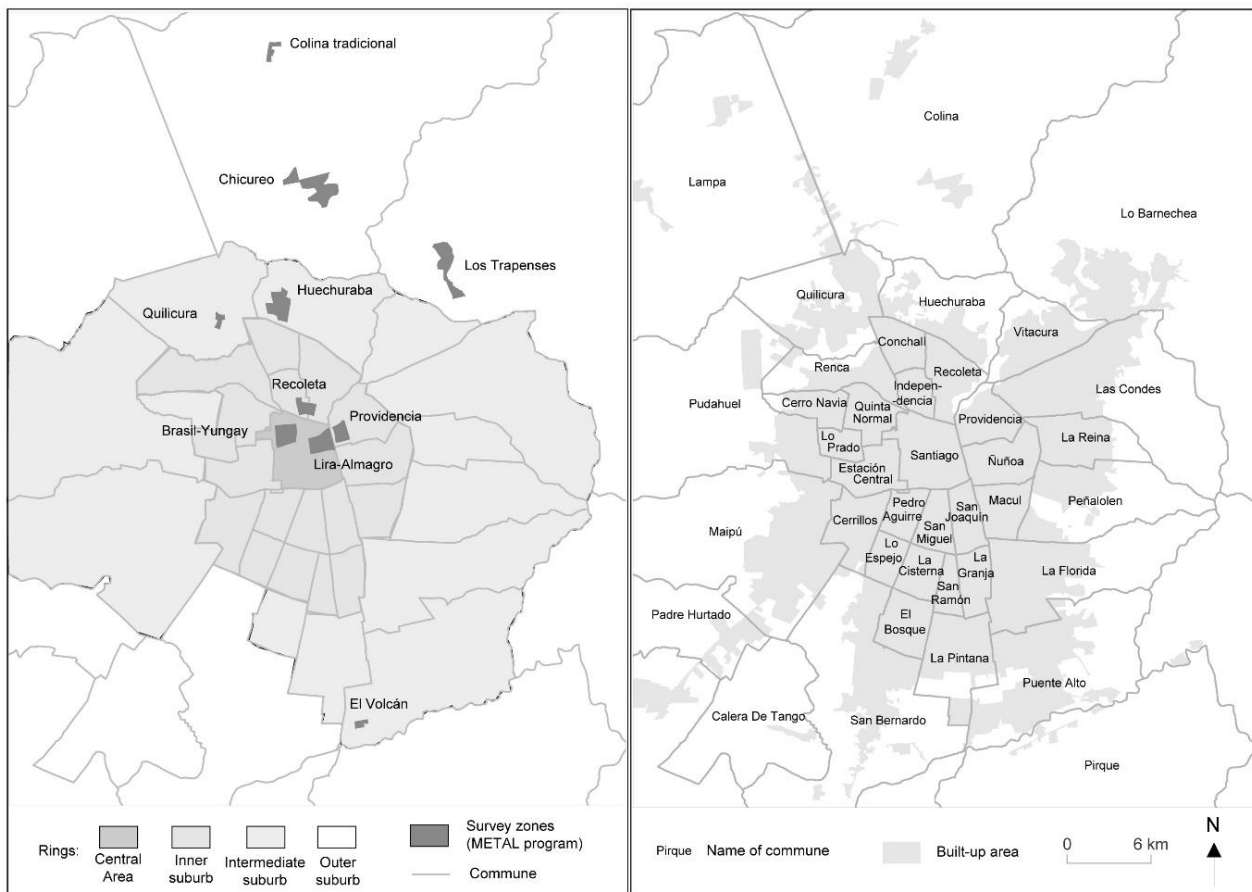 Colina tradicional
Chicureo
Los Trapenses
Huechuraba
Quilicura
Recoleta
Providencia
Brasil-Yungay
Lira-Almagro
El Volcán
Rings:
Central
Area
Inner
suburb
Intermediate
suburb
Outer
suburb
Survey zones
(METAL program)
Commune
Colina
Lampa
Lo Barnechea
Quilicura
Huechuraba
Vitacura
Conchalí
Renca
Recoleta
Indepen-
-dencia
Las Condes
Pudahuel
Cerro Navia
Quinta
Normal
Providencia
Lo
Prado
La Reina
Santiago
Ñuñoa
Estación
Central
Peñalolen
Pedro
Aguirre
San
Joaquín
Macul
Cerrillos
San
Miguel
Maipú
Lo
Espejo
La
Cisterna
La
Granja
La Florida
San
Ramón
Padre Hurtado
El
Bosque
La Pintana
Puente Alto
Calera De Tango
San Bernardo
Pirque
Pirque Name of commune
Built-up area
0 6 km
N